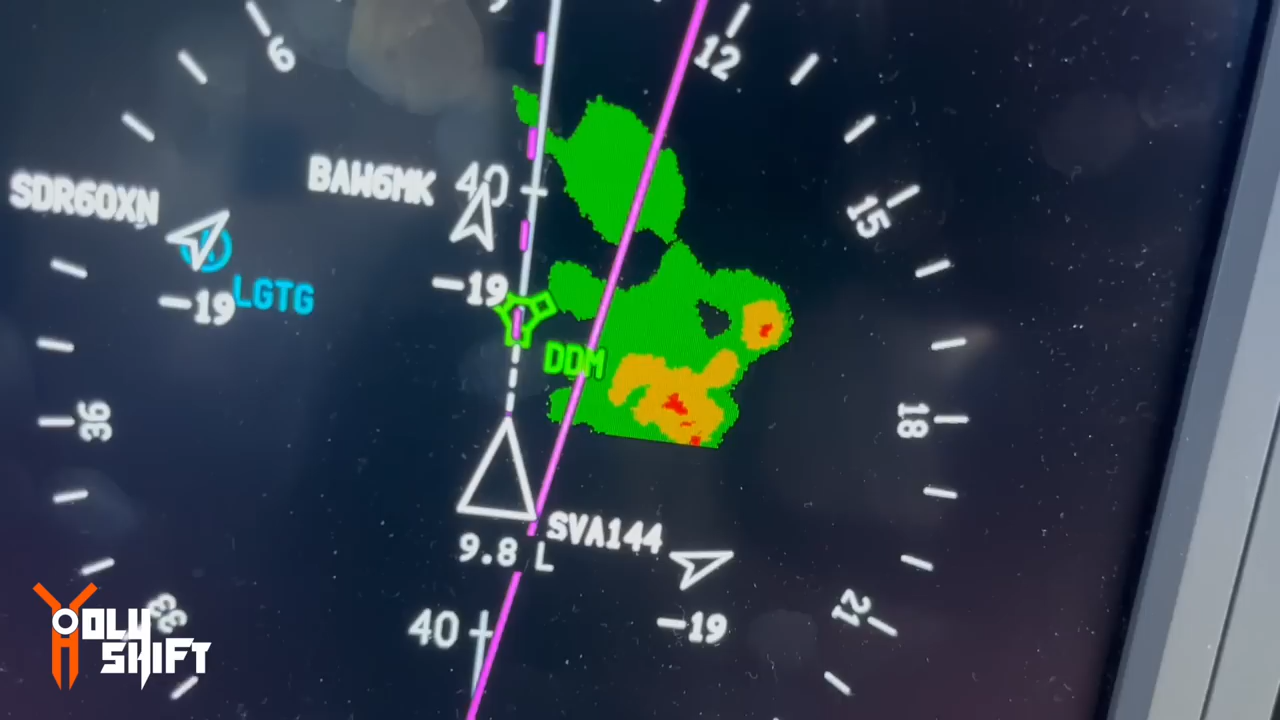 6
12
BAW6MK
40
SDR60XN
15
-19
-19
LGTG
DDM
36
18
SVA144
9.8 L
40
-19
33
21
YOLY
SHIFT